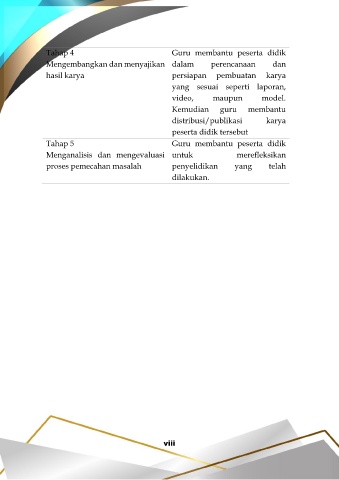 Tahap 4
Mengembangkan dan menyajikan
hasil karya
Guru membantu peserta didik
dalam perencanaan dan
persiapan pembuatan karya
yang sesuai seperti laporan,
video, maupun model.
Kemudian guru membantu
distribusi/publikasi karya
peserta didik tersebut
Tahap 5
Menganalisis dan mengevaluasi
proses pemecahan masalah
Guru membantu peserta didik
untuk merefleksikan
penyelidikan yang telah
dilakukan.
viii